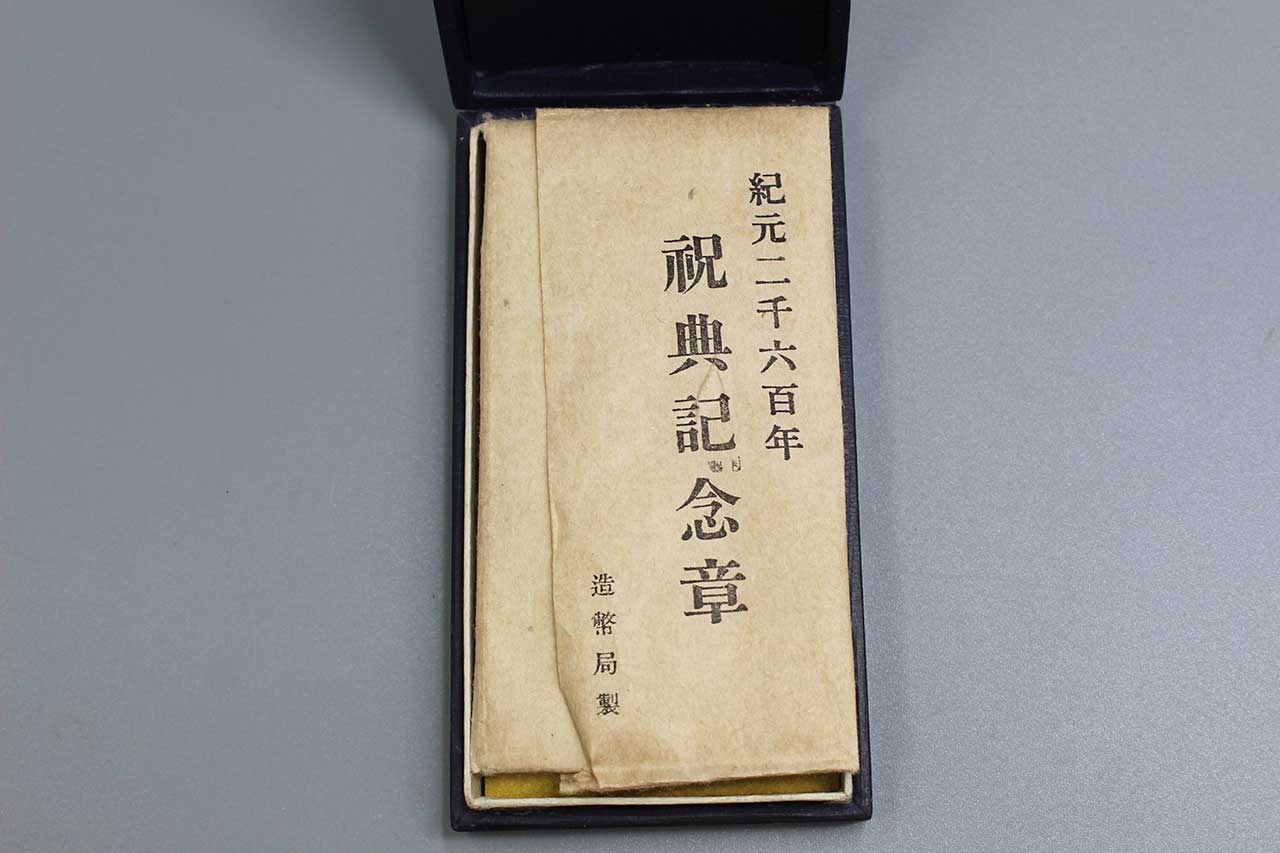 紀元二千六百年
祝典記念章
造幣局製